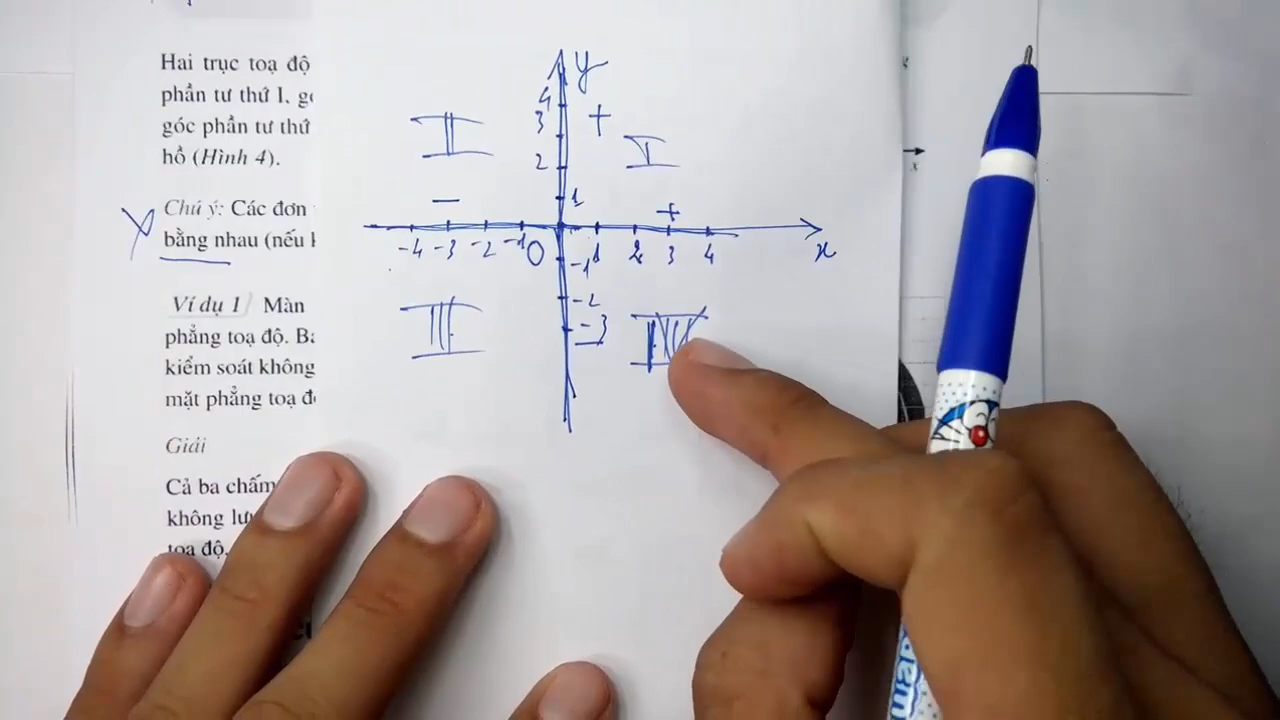 Hai trục toạ độ
phần tư thứ I, gó
góc phần tư thứ
hồ (Hình 4).
Chú ý: Các đơn
bằng nhau (nếu k
Ví dụ 1 Màn
phẳng toạ độ. Ba
kiểm soát không
mặt phẳng toạ đ
Giải
Cả ba chấm
không lưu
toạ độ.
y
4
3 +
2
1
II
I
− +
-4 -3 -2 -1 O 1 2 3 4
x
-1
-2
-3
III
IV
x